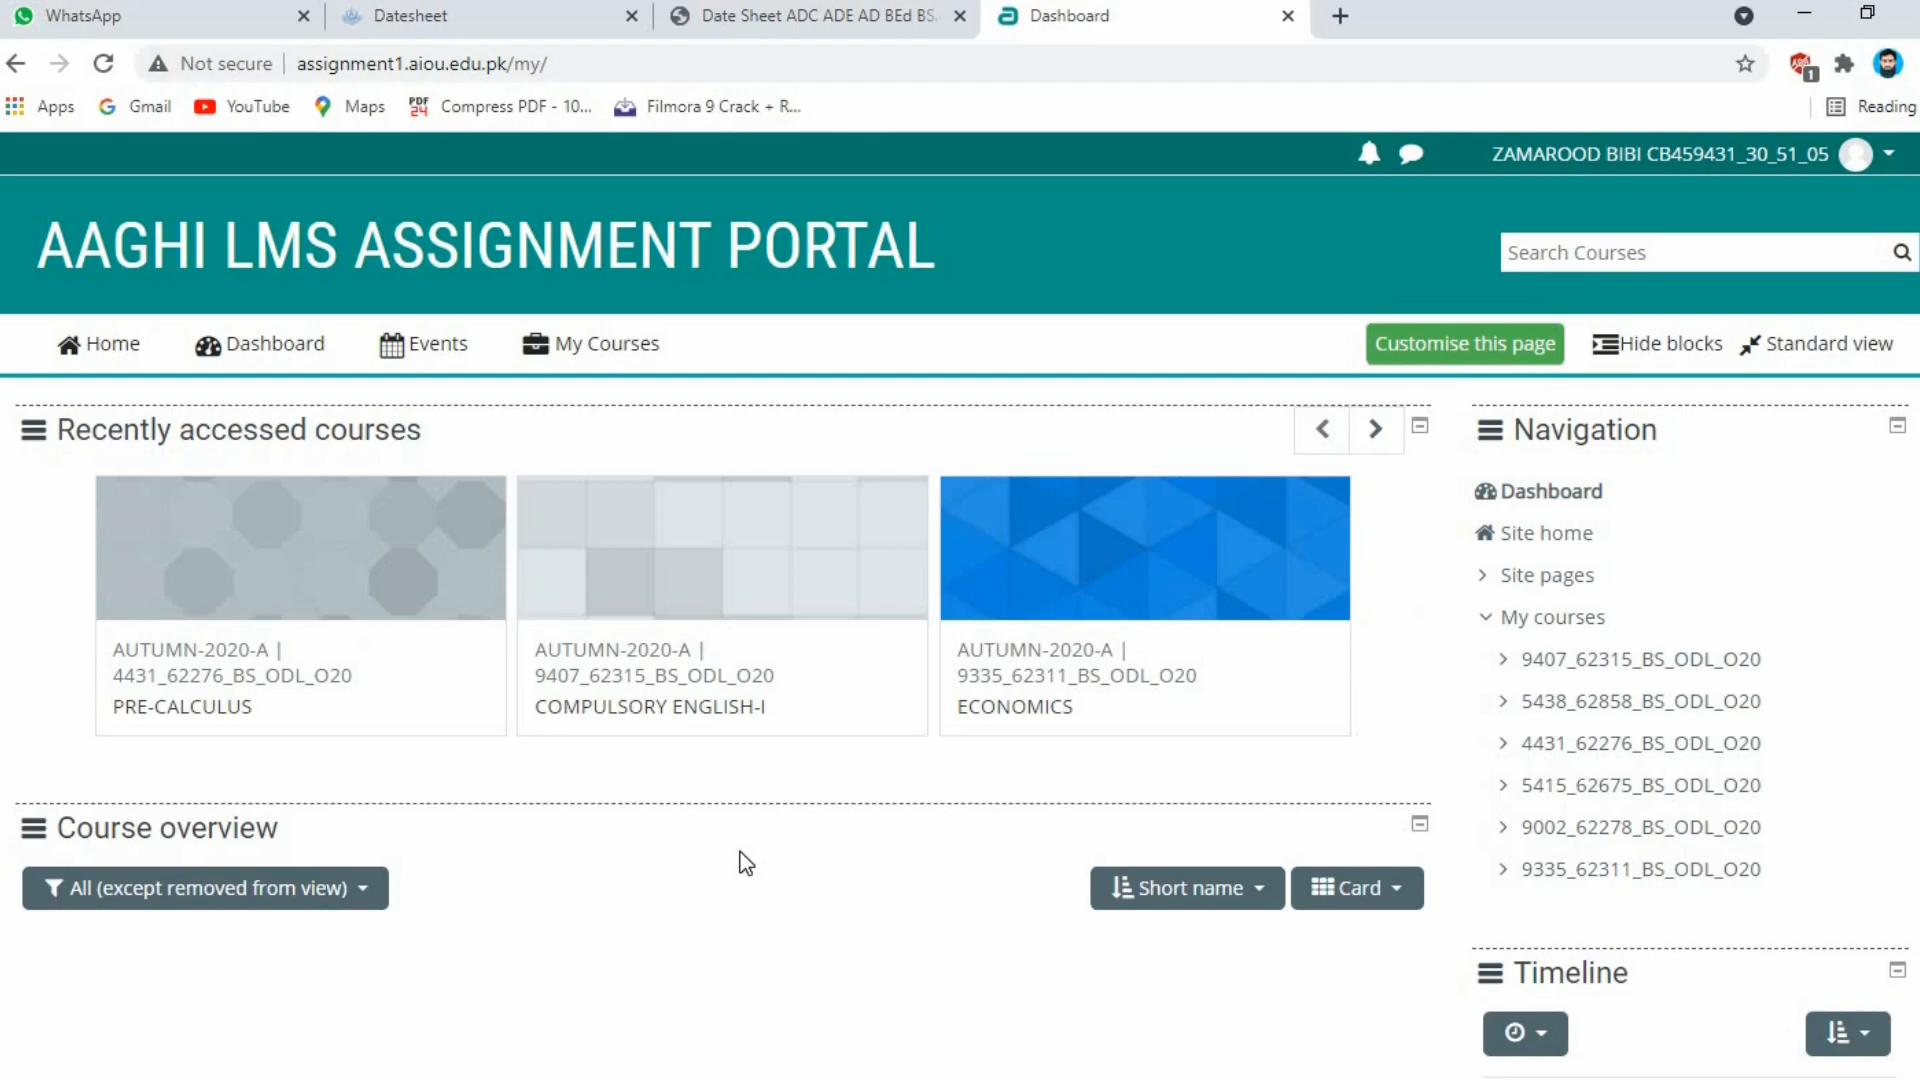 WhatsApp
Datesheet
Date Sheet ADC ADE AD BEd BS
Dashboard
Not secure
assignment1.aiou.edu.pk/my/
1
Apps
Gmail
YouTube
Maps
PDF 24
Compress PDF - 10...
Filmora 9 Crack + R...
Reading
ZAMAROOD BIBI CB459431_30_51_05
AAGHI LMS ASSIGNMENT PORTAL
Search Courses
Home
Dashboard
Events
My Courses
Customise this page
Hide blocks
Standard view
Recently accessed courses
AUTUMN-2020-A |
4431_62276_BS_ODL_O20
PRE-CALCULUS
AUTUMN-2020-A |
9407_62315_BS_ODL_O20
COMPULSORY ENGLISH-I
AUTUMN-2020-A |
9335_62311_BS_ODL_O20
ECONOMICS
Course overview
All (except removed from view)
Short name
Card
Navigation
Dashboard
Site home
Site pages
My courses
9407_62315_BS_ODL_O20
5438_62858_BS_ODL_O20
4431_62276_BS_ODL_O20
5415_62675_BS_ODL_O20
9002_62278_BS_ODL_O20
9335_62311_BS_ODL_O20
Timeline